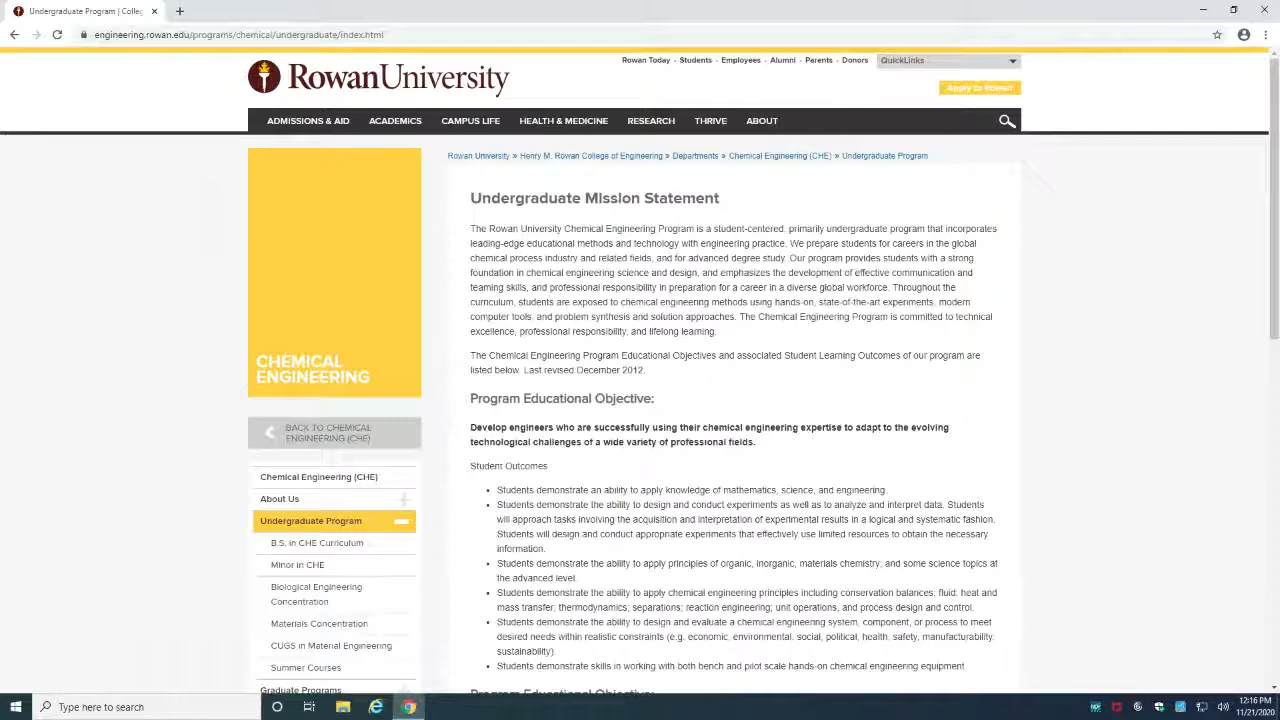 Undergraduate Program | Colleg
engineering.rowan.edu/programs/chemical/undergraduate/index.html
Rowan Today - Students - Employees - Alumni - Parents - Donors
QuickLinks
Rowan University
Apply to Rowan
ADMISSIONS & AID ACADEMICS CAMPUS LIFE HEALTH & MEDICINE RESEARCH THRIVE ABOUT
Rowan University » Henry M. Rowan College of Engineering » Departments » Chemical Engineering (CHE) » Undergraduate Program
CHEMICAL
ENGINEERING
BACK TO CHEMICAL
ENGINEERING (CHE)
Chemical Engineering (CHE)
About Us
Undergraduate Program
B.S. in CHE Curriculum
Minor in CHE
Biological Engineering
Concentration
Materials Concentration
CUGS in Material Engineering
Summer Courses
Graduate Programs
Undergraduate Mission Statement
The Rowan University Chemical Engineering Program is a student-centered, primarily undergraduate program that incorporates
leading-edge educational methods and technology with engineering practice. We prepare students for careers in the global
chemical process industry and related fields, and for advanced degree study. Our program provides students with a strong
foundation in chemical engineering science and design, and emphasizes the development of effective communication and
teaming skills, and professional responsibility in preparation for a career in a diverse global workforce. Throughout the
curriculum, students are exposed to chemical engineering methods using hands-on, state-of-the-art experiments, modern
computer tools, and problem synthesis and solution approaches. The Chemical Engineering Program is committed to technical
excellence, professional responsibility, and lifelong learning.
The Chemical Engineering Program Educational Objectives and associated Student Learning Outcomes of our program are
listed below. Last revised December 2012.
Program Educational Objective:
Develop engineers who are successfully using their chemical engineering expertise to adapt to the evolving
technological challenges of a wide variety of professional fields.
Student Outcomes
• Students demonstrate an ability to apply knowledge of mathematics, science, and engineering.
• Students demonstrate the ability to design and conduct experiments as well as to analyze and interpret data. Students
will approach tasks involving the acquisition and interpretation of experimental results in a logical and systematic fashion.
Students will design and conduct appropriate experiments that effectively use limited resources to obtain the necessary
information.
• Students demonstrate the ability to apply principles of organic, inorganic, materials chemistry; and some science topics at
the advanced level.
• Students demonstrate the ability to apply chemical engineering principles including conservation balances; fluid, heat and
mass transfer; thermodynamics; separations; reaction engineering; unit operations, and process design and control.
• Students demonstrate the ability to design and evaluate a chemical engineering system, component, or process to meet
desired needs within realistic constraints (e.g. economic, environmental, social, political, health, safety, manufacturability,
sustainability).
• Students demonstrate skills in working with both bench and pilot scale hands-on chemical engineering equipment.
Program Educational Objective:
Type here to search
12:16 PM
11/21/2020